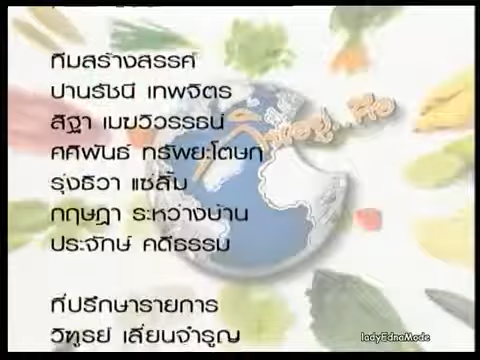 ทีมสร้างสรรค์
ปานรัชนี เทพจิตร
สิฐา เมฆวิวรรธน์
ศศิพันธ์ ทรัพยะโตษก
รุ่งธิวา แซ่ลิ้ม
กฤษฎา ระหว่างบ้าน
ประจักษ์ คดีธรรม
ที่ปรึกษารายการ
วิฑูรย์ เลี่ยนจำรูญ
ladyEdnaMode